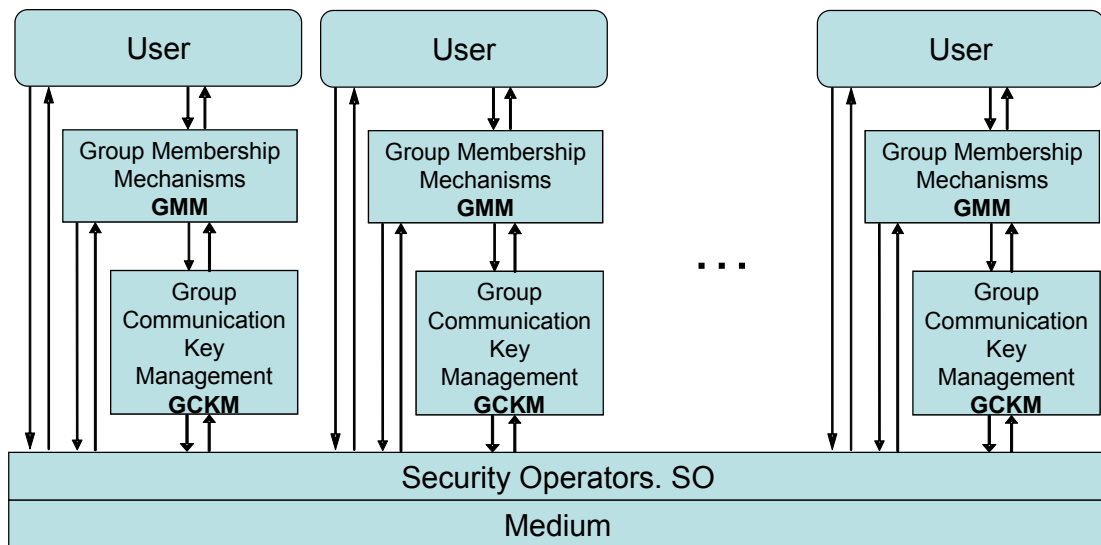 User
User
User
Group Membership
Mechanisms
GMM
Group Membership
Mechanisms
GMM
Group Membership
Mechanisms
GMM
...
Group
Communication
Key
Management
GCKM
Group
Communication
Key
Management
GCKM
Group
Communication
Key
Management
GCKM
Security Operators. SO
Medium